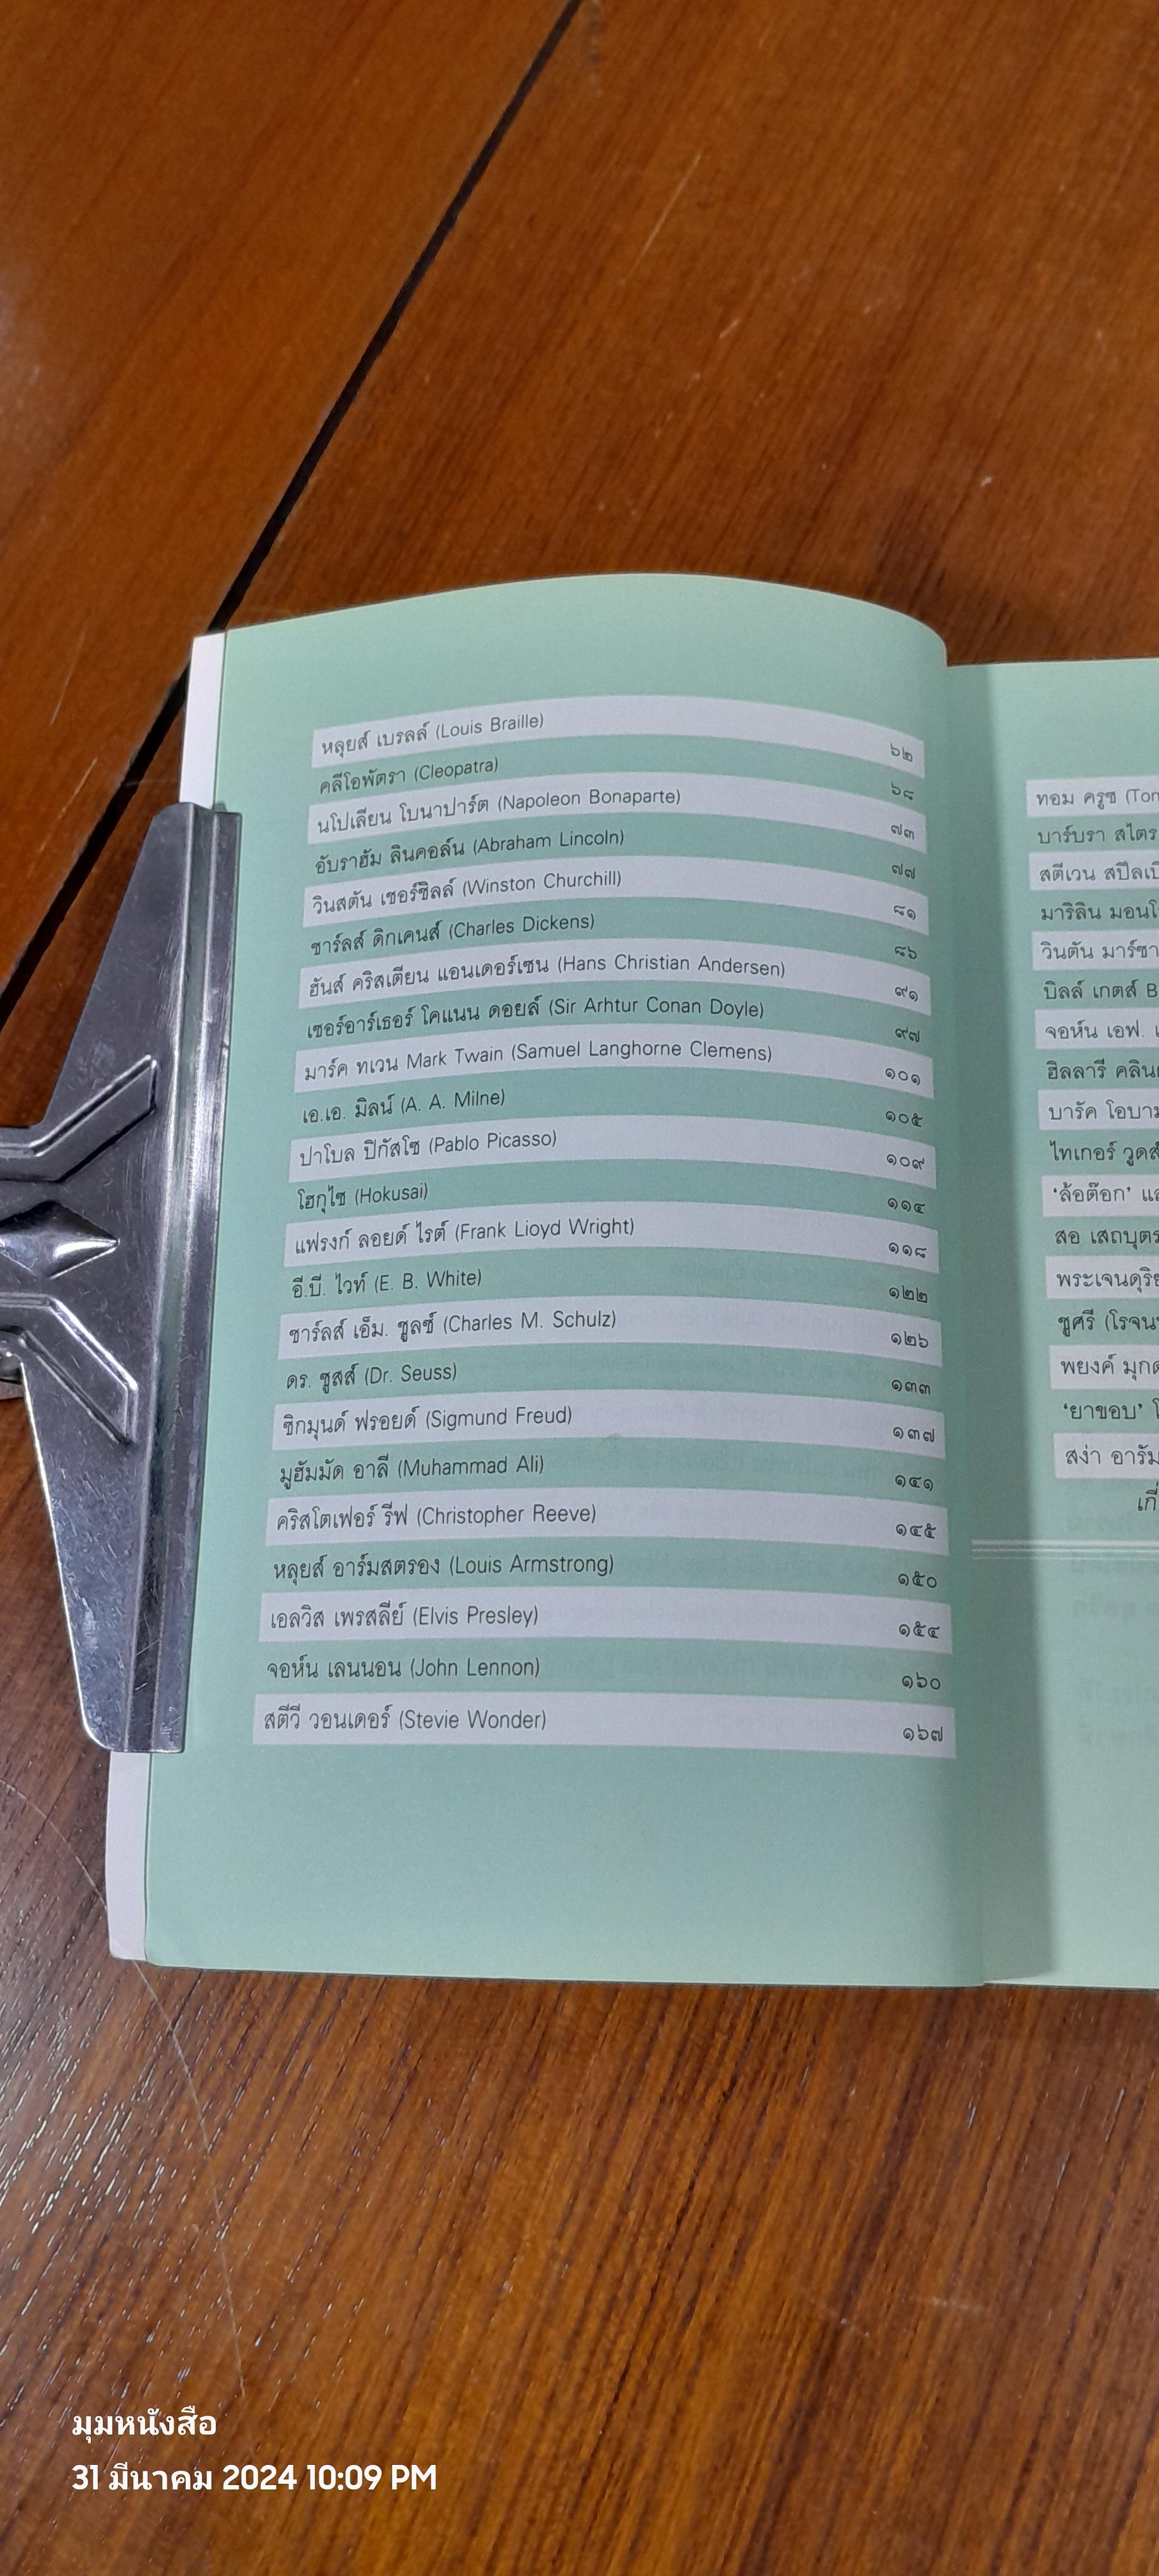 หลุยส์ เบรลล์ (Louis Braille) ๖๒
คลีโอพัตรา (Cleopatra) ๖๘
นโปเลียน โบนาปาร์ต (Napoleon Bonaparte) ๗๓
อับราฮัม ลินคอล์น (Abraham Lincoln) ๗๗
วินสตัน เชอร์ชิลล์ (Winston Churchill) ๘๑
ชาร์ลส์ ดิกเคนส์ (Charles Dickens) ๘๖
ฮันส์ คริสเตียน แอนเดอร์เซน (Hans Christian Andersen) ๙๑
เซอร์อาร์เธอร์ โคแนน ดอยล์ (Sir Arhtur Conan Doyle) ๙๗
มาร์ค ทเวน Mark Twain (Samuel Langhorne Clemens) ๑๐๑
เอ.เอ. มิลน์ (A. A. Milne) ๑๐๕
ปาโบล ปิกัสโซ (Pablo Picasso) ๑๐๙
โฮกุไซ (Hokusai) ๑๑๔
แฟรงก์ ลอยด์ ไรต์ (Frank Lioyd Wright) ๑๑๘
อี.บี. ไวท์ (E. B. White) ๑๒๒
ชาร์ลส์ เอ็ม. ชูลซ์ (Charles M. Schulz) ๑๒๖
ดร. ซูสส์ (Dr. Seuss) ๑๓๓
ซิกมุนด์ ฟรอยด์ (Sigmund Freud) ๑๓๗
มูฮัมมัด อาลี (Muhammad Ali) ๑๔๑
คริสโตเฟอร์ รีฟ (Christopher Reeve) ๑๔๕
หลุยส์ อาร์มสตรอง (Louis Armstrong) ๑๕๐
เอลวิส เพรสลีย์ (Elvis Presley) ๑๕๔
จอห์น เลนนอน (John Lennon) ๑๖๐
สตีวี วอนเดอร์ (Stevie Wonder) ๑๖๗
ทอม ครูซ
บาร์บรา
สตีเวน
มาริลิน
วินตัน
บิลล์ เกตส์
จอห์น เอฟ.
ฮิลลารี
บารัค
ไทเกอร์
‘ล้อต๊อก’
สอ เสถบุตร
ชูศรี
พยงค์
‘ยาขอบ’
สง่า
มุมหนังสือ
31 มีนาคม 2024 10:09 PM